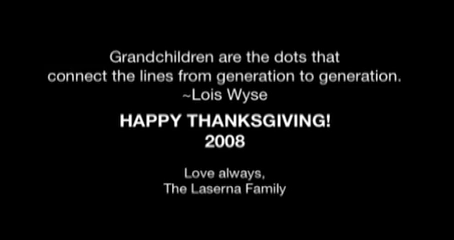 Grandchildren are the dots that
connect the lines from generation to generation.
~Lois Wyse
HAPPY THANKSGIVING!
2008
Love always,
The Laserna Family